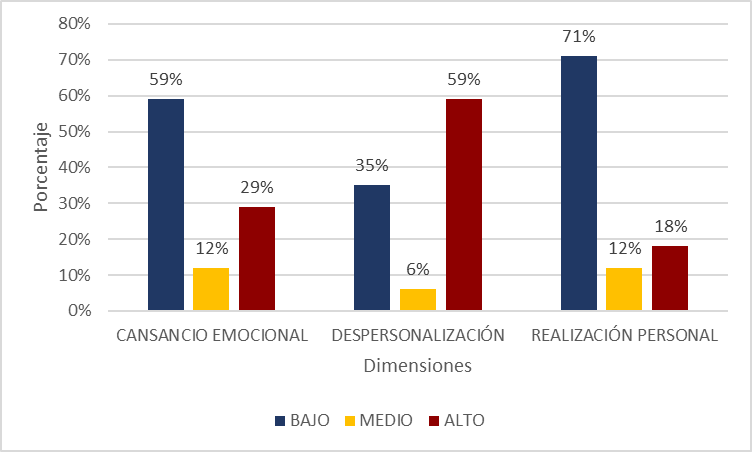 80%
70%
60%
50%
40%
30%
20%
10%
0%
Porcentaje
59%
12%
29%
35%
6%
59%
71%
12%
18%
CANSANCIO EMOCIONAL
DESPERSONALIZACIÓN
REALIZACIÓN PERSONAL
Dimensiones
BAJO
MEDIO
ALTO